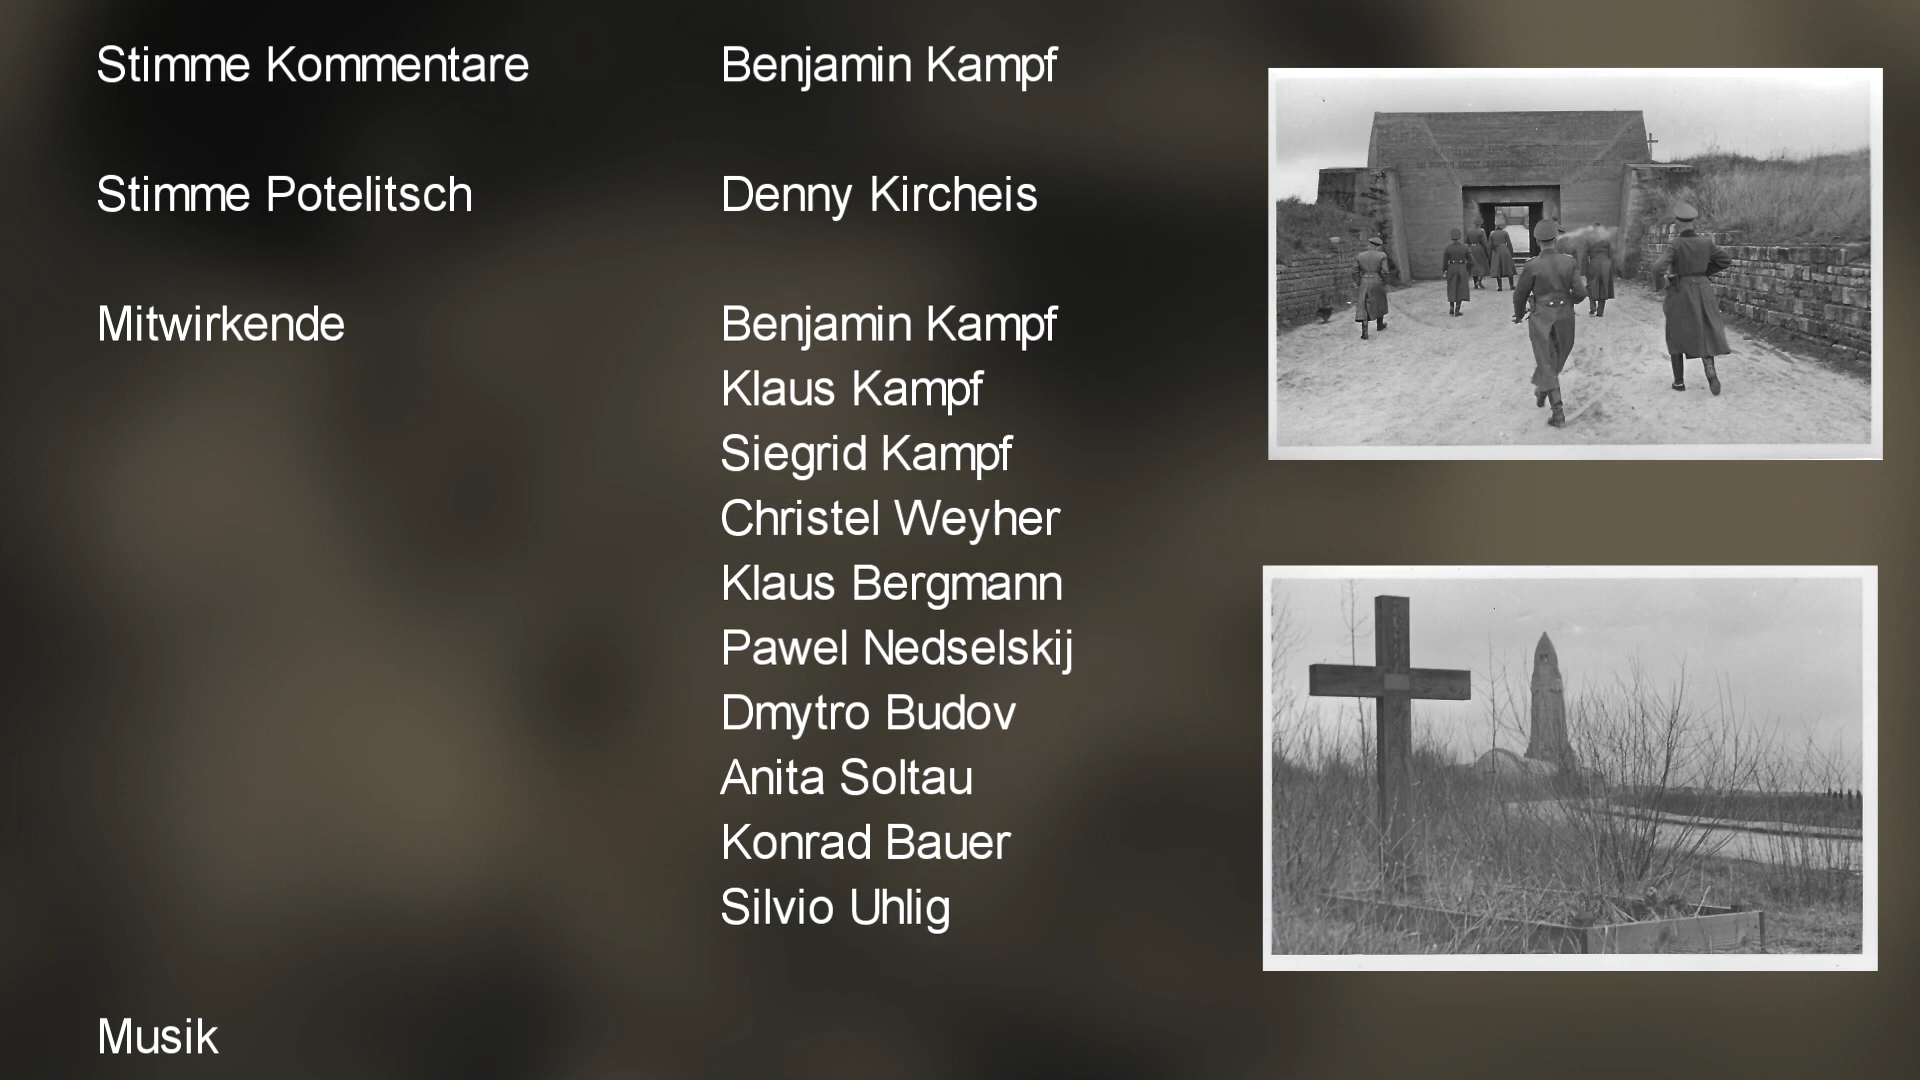 Stimme Kommentare Benjamin Kampf
Stimme Potelitsch Denny Kircheis
Mitwirkende Benjamin Kampf
Klaus Kampf
Siegrid Kampf
Christel Weyher
Klaus Bergmann
Pawel Nedselskij
Dmytro Budov
Anita Soltau
Konrad Bauer
Silvio Uhlig
Musik